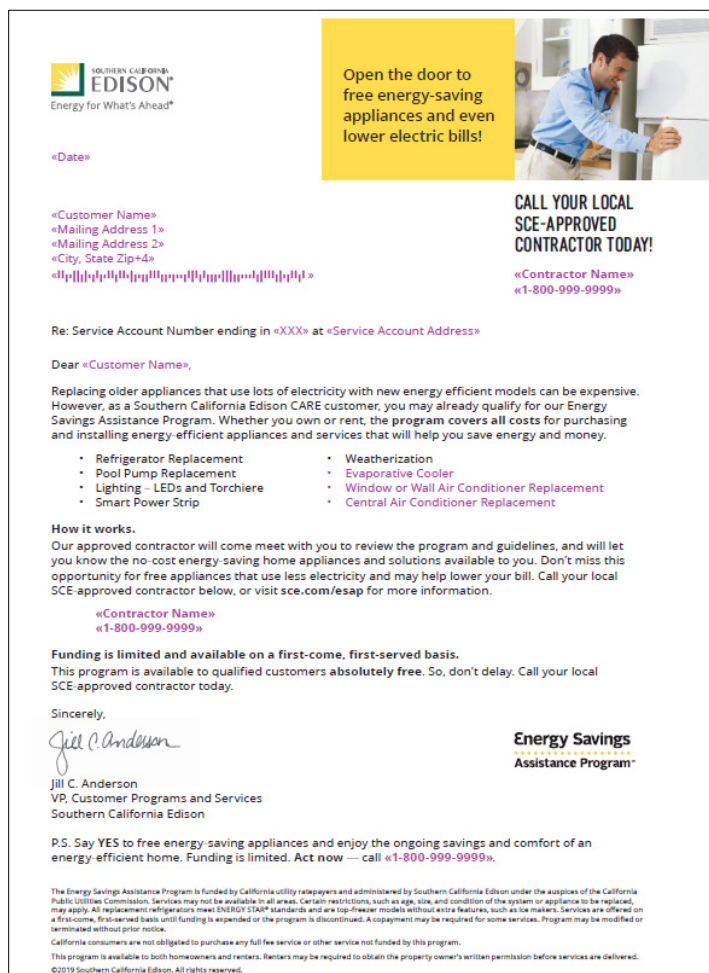 SOUTHERN CALIFORNIA
EDISON®
Energy for What's Ahead®
Open the door to
free energy-saving
appliances and even
lower electric bills!
«Date»
CALL YOUR LOCAL
SCE-APPROVED
CONTRACTOR TODAY!
«Contractor Name»
«1-800-999-9999»
«Customer Name»
«Mailing Address 1»
«Mailing Address 2»
«City, State Zip+4»
Re: Service Account Number ending in «XXX» at «Service Account Address»
Dear «Customer Name»,
Replacing older appliances that use lots of electricity with new energy efficient models can be expensive.
However, as a Southern California Edison CARE customer, you may already qualify for our Energy
Savings Assistance Program. Whether you own or rent, the program covers all costs for purchasing
and installing energy-efficient appliances and services that will help you save energy and money.
• Refrigerator Replacement
• Pool Pump Replacement
• Lighting – LEDs and Torchiere
• Smart Power Strip
• Weatherization
• Evaporative Cooler
• Window or Wall Air Conditioner Replacement
• Central Air Conditioner Replacement
How it works.
Our approved contractor will come meet with you to review the program and guidelines, and will let
you know the no-cost energy-saving home appliances and solutions available to you. Don't miss this
opportunity for free appliances that use less electricity and may help lower your bill. Call your local
SCE-approved contractor below, or visit sce.com/esap for more information.
«Contractor Name»
«1-800-999-9999»
Funding is limited and available on a first-come, first-served basis.
This program is available to qualified customers absolutely free. So, don't delay. Call your local
SCE-approved contractor today.
Sincerely,
Jill C. Anderson
Jill C. Anderson
VP, Customer Programs and Services
Southern California Edison
Energy Savings
Assistance Program™
P.S. Say YES to free energy-saving appliances and enjoy the ongoing savings and comfort of an
energy-efficient home. Funding is limited. Act now — call «1-800-999-9999».
The Energy Savings Assistance Program is funded by California utility ratepayers and administered by Southern California Edison under the auspices of the California
Public Utilities Commission. Services may not be available in all areas. Certain restrictions, such as age, size, and condition of the system or appliance to be replaced,
may apply. All replacement refrigerators meet ENERGY STAR® standards and are top-freezer models without extra features, such as ice makers. Services are offered on
a first-come, first-served basis until funding is expended or the program is discontinued. A copayment may be required for some services. Program may be modified or
terminated without prior notice.
California consumers are not obligated to purchase any full fee service or other service not funded by this program.
This program is available to both homeowners and renters. Renters may be required to obtain the property owner's written permission before services are delivered.
©2019 Southern California Edison. All rights reserved.